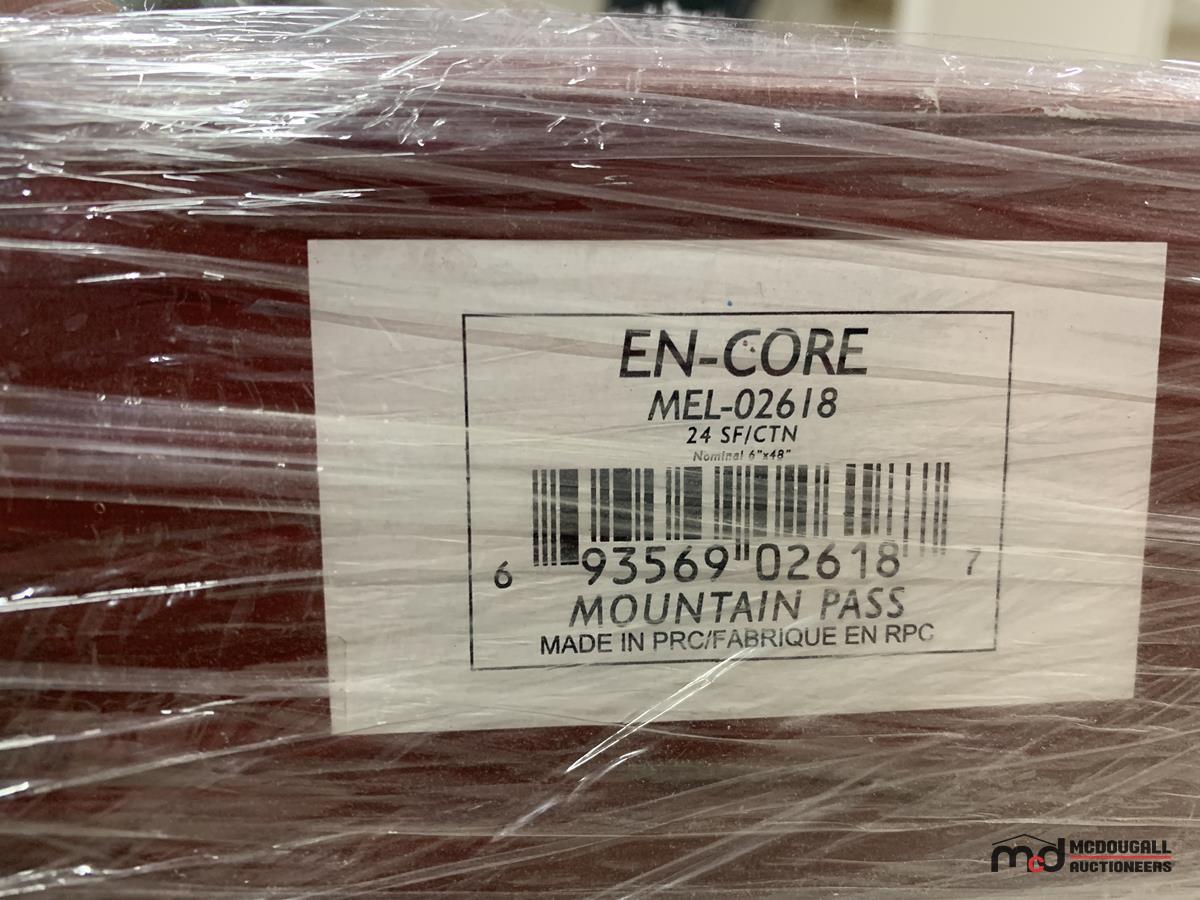 EN-CORE
MEL-02618
24 SF/CTN
Nominal 6"x48"
6 93569 02618 7
MOUNTAIN PASS
MADE IN PRC/FABRIQUE EN RPC
mcd MCDOUGALL
AUCTIONEERS